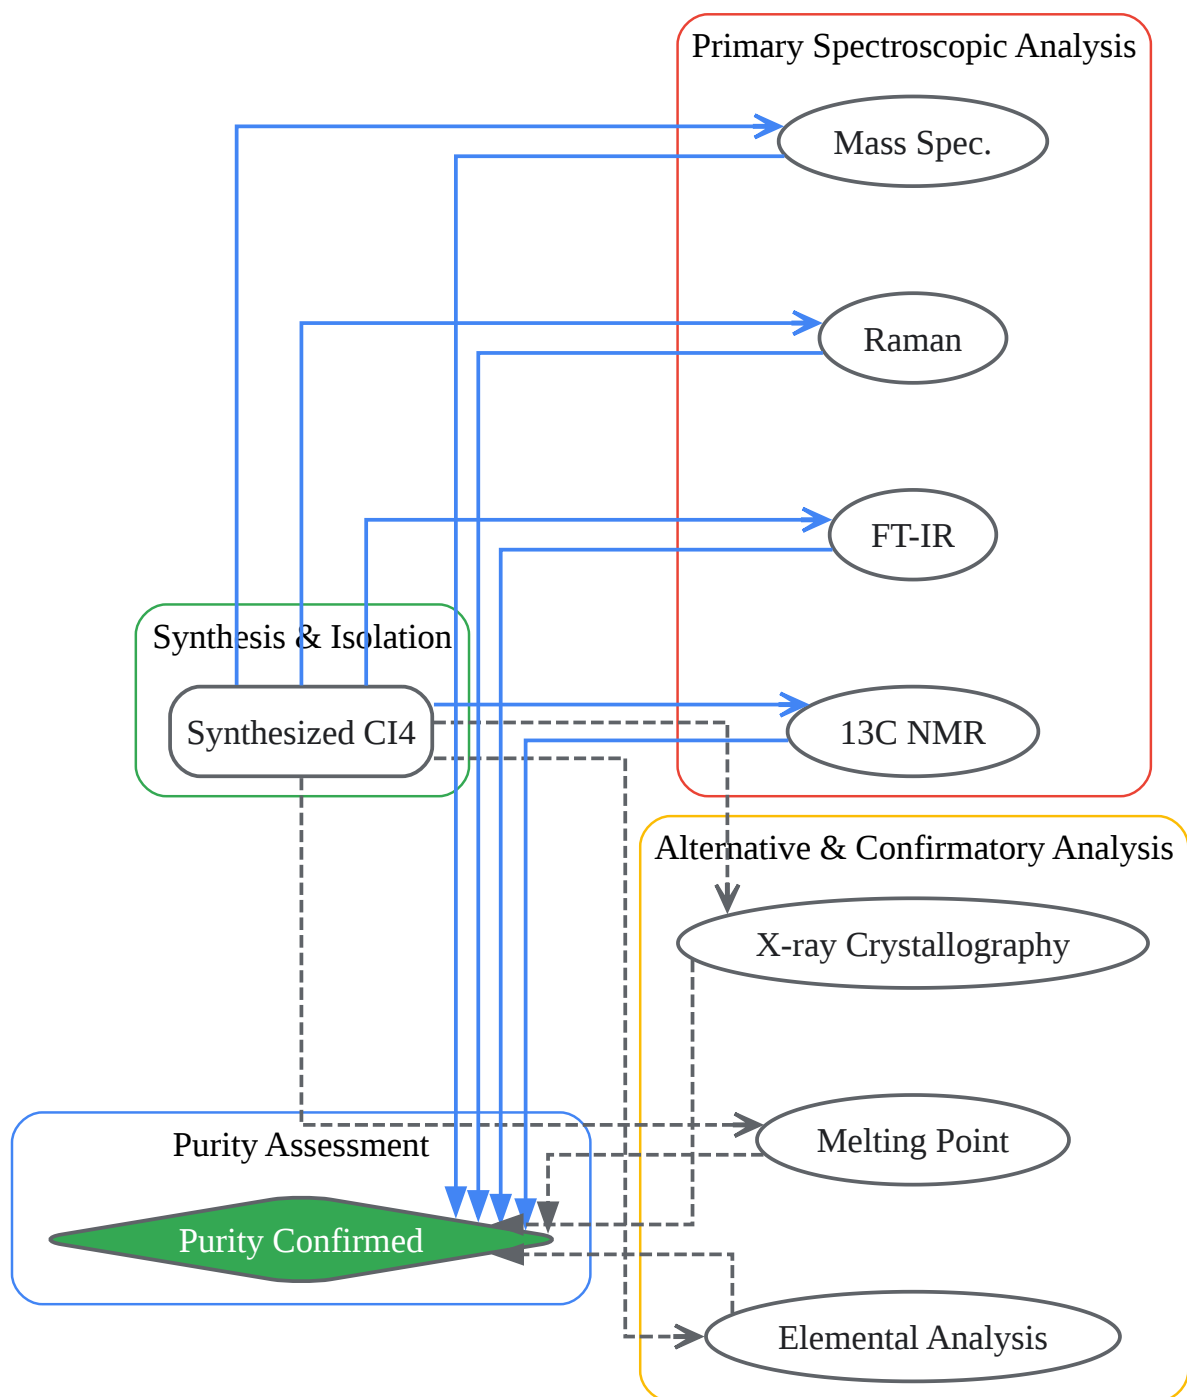 Primary Spectroscopic Analysis
Mass Spec.
Raman
FT-IR
Synthesis & Isolation
Synthesized CI4
13C NMR
Alternative & Confirmatory Analysis
X-ray Crystallography
Melting Point
Purity Assessment
Purity Confirmed
Elemental Analysis